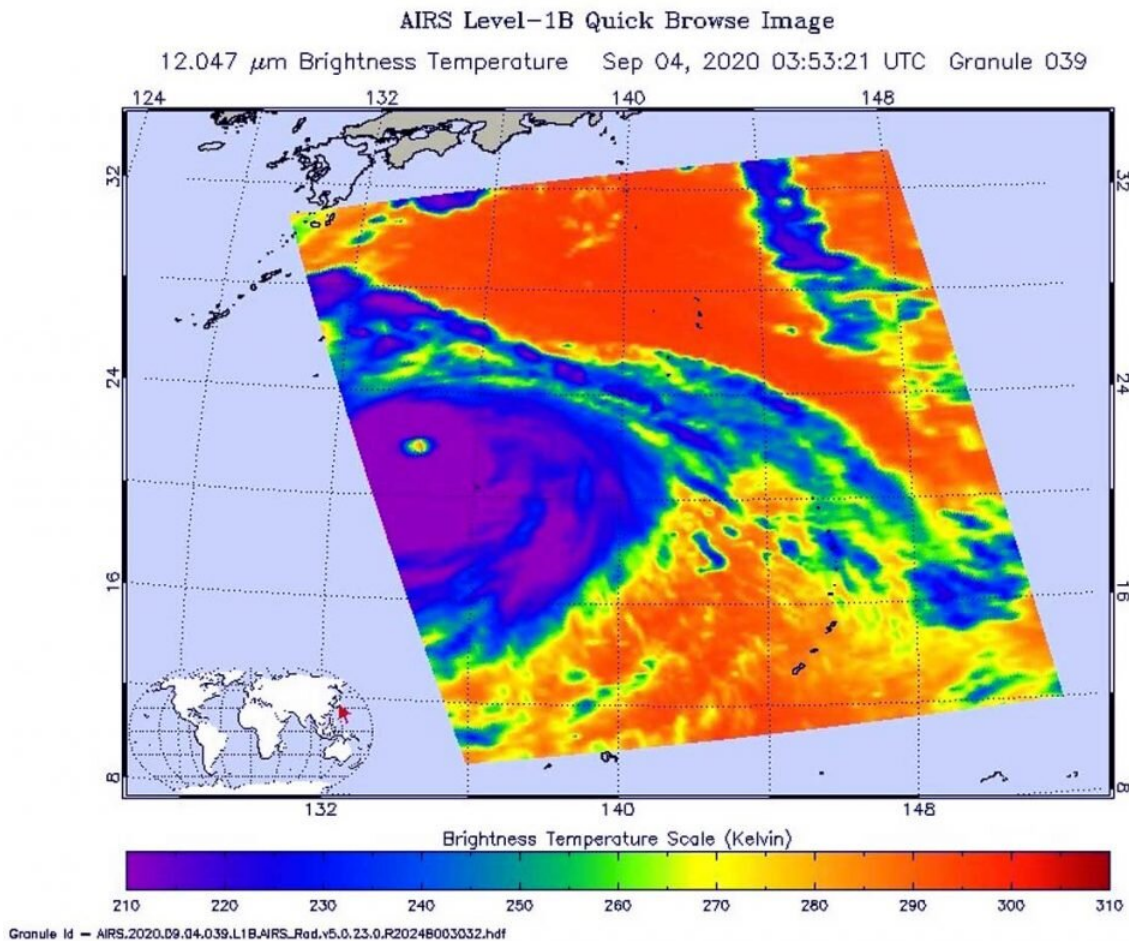 AIRS Level-1B Quick Browse Image
12.047 μm Brightness Temperature Sep 04, 2020 03:53:21 UTC Granule 039
124 132 140 148
32 32
24 24
16 16
8 8
132 140 148
Brightness Temperature Scale (Kelvin)
210 220 230 240 250 260 270 280 290 300 310
Granule Id – AIRS.2020.09.04.039.L1B.AIRS_Rad.v5.0.23.0.R20248003032.hdf